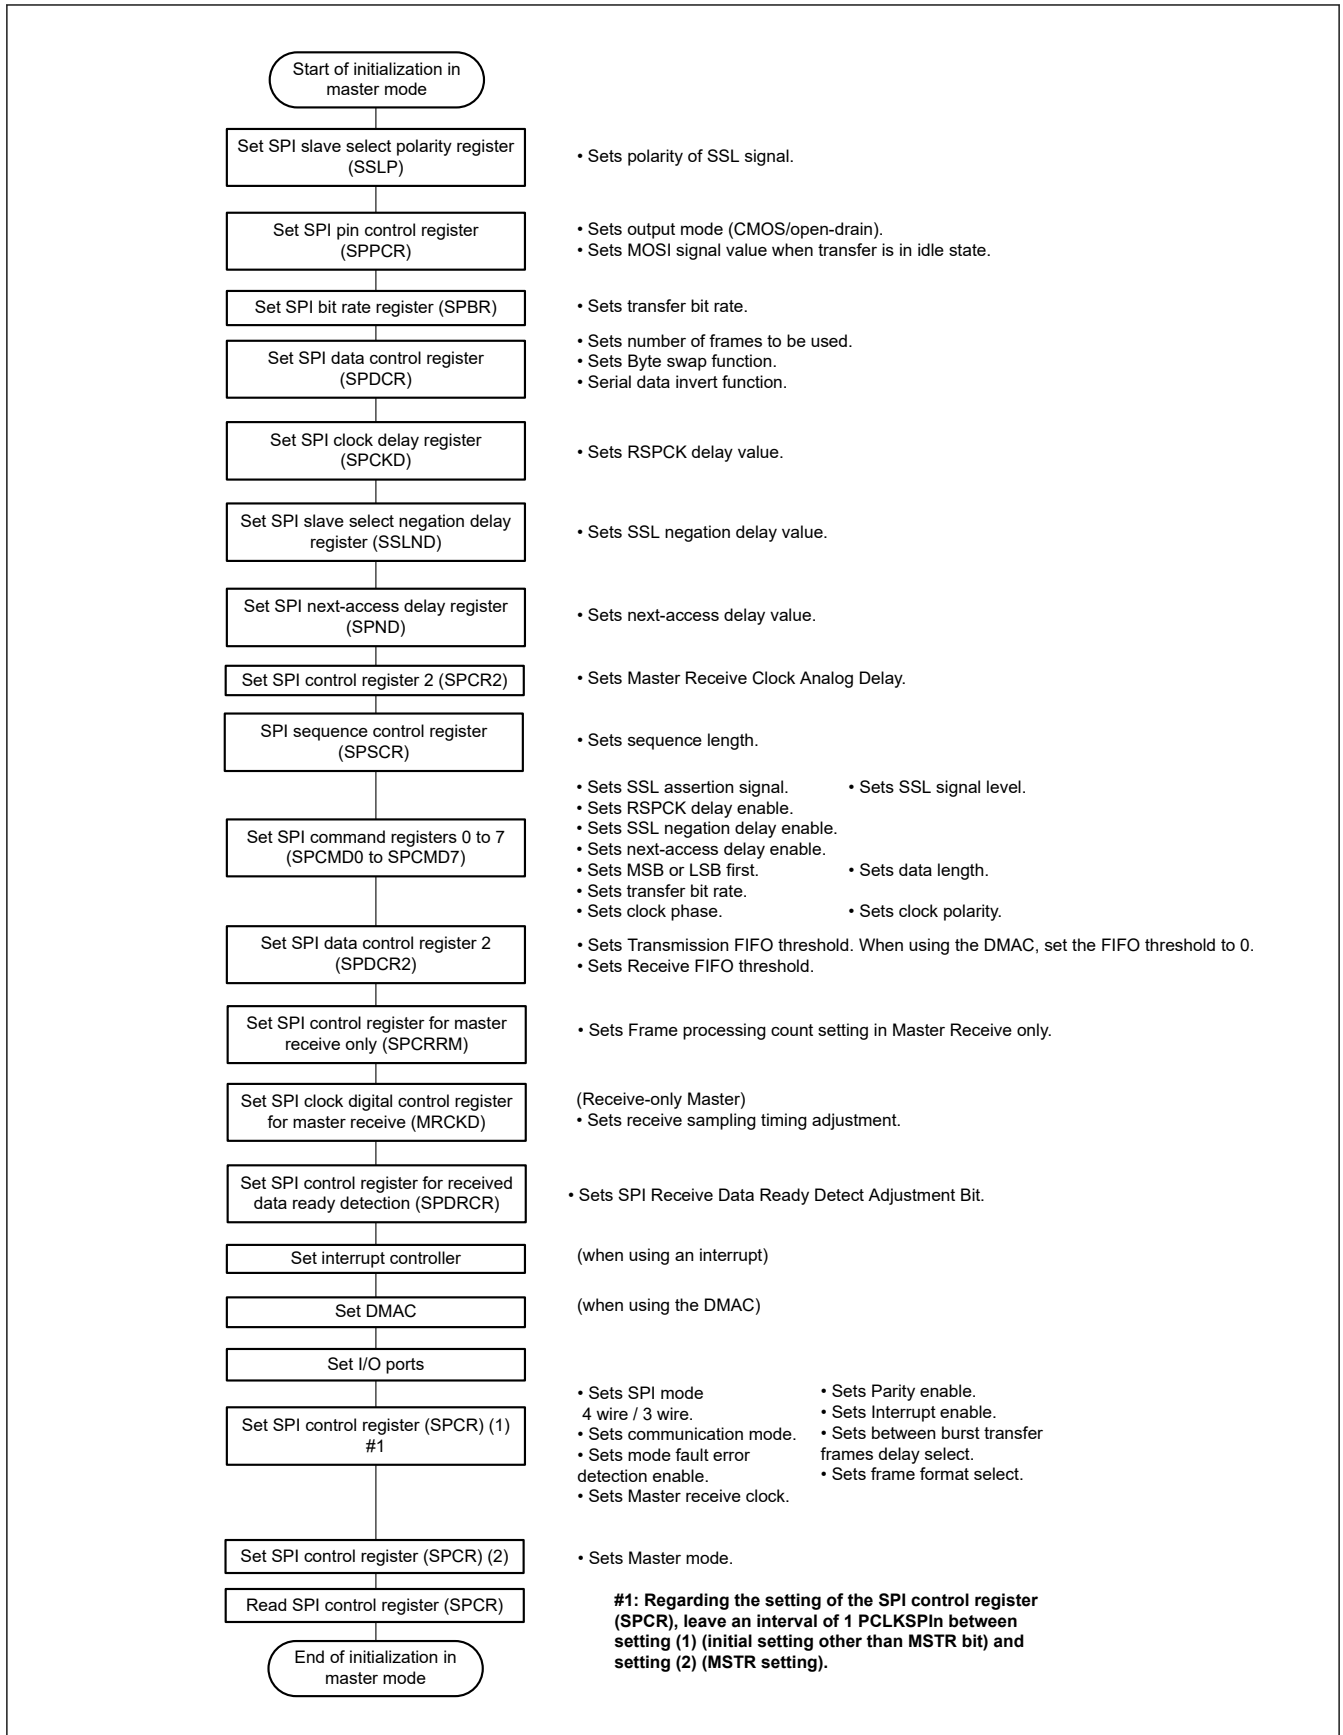 Start of initialization in
master mode
Set SPI slave select polarity register
(SSLP)
• Sets polarity of SSL signal.
Set SPI pin control register
(SPPCR)
• Sets output mode (CMOS/open-drain).
• Sets MOSI signal value when transfer is in idle state.
Set SPI bit rate register (SPBR)
• Sets transfer bit rate.
Set SPI data control register
(SPDCR)
• Sets number of frames to be used.
• Sets Byte swap function.
• Serial data invert function.
Set SPI clock delay register
(SPCKD)
• Sets RSPCK delay value.
Set SPI slave select negation delay
register (SSLND)
• Sets SSL negation delay value.
Set SPI next-access delay register
(SPND)
• Sets next-access delay value.
Set SPI control register 2 (SPCR2)
• Sets Master Receive Clock Analog Delay.
SPI sequence control register
(SPSCR)
• Sets sequence length.
Set SPI command registers 0 to 7
(SPCMD0 to SPCMD7)
• Sets SSL assertion signal. • Sets SSL signal level.
• Sets RSPCK delay enable.
• Sets SSL negation delay enable.
• Sets next-access delay enable.
• Sets MSB or LSB first. • Sets data length.
• Sets transfer bit rate.
• Sets clock phase. • Sets clock polarity.
Set SPI data control register 2
(SPDCR2)
• Sets Transmission FIFO threshold. When using the DMAC, set the FIFO threshold to 0.
• Sets Receive FIFO threshold.
Set SPI control register for master
receive only (SPCRRM)
• Sets Frame processing count setting in Master Receive only.
Set SPI clock digital control register
for master receive (MRCKD)
(Receive-only Master)
• Sets receive sampling timing adjustment.
Set SPI control register for received
data ready detection (SPDRCR)
• Sets SPI Receive Data Ready Detect Adjustment Bit.
Set interrupt controller
(when using an interrupt)
Set DMAC
(when using the DMAC)
Set I/O ports
Set SPI control register (SPCR) (1)
#1
• Sets SPI mode
4 wire / 3 wire.
• Sets communication mode.
• Sets mode fault error
detection enable.
• Sets Master receive clock.
• Sets Parity enable.
• Sets Interrupt enable.
• Sets between burst transfer
frames delay select.
• Sets frame format select.
Set SPI control register (SPCR) (2)
• Sets Master mode.
Read SPI control register (SPCR)
#1: Regarding the setting of the SPI control register
(SPCR), leave an interval of 1 PCLKSPIn between
setting (1) (initial setting other than MSTR bit) and
setting (2) (MSTR setting).
End of initialization in
master mode